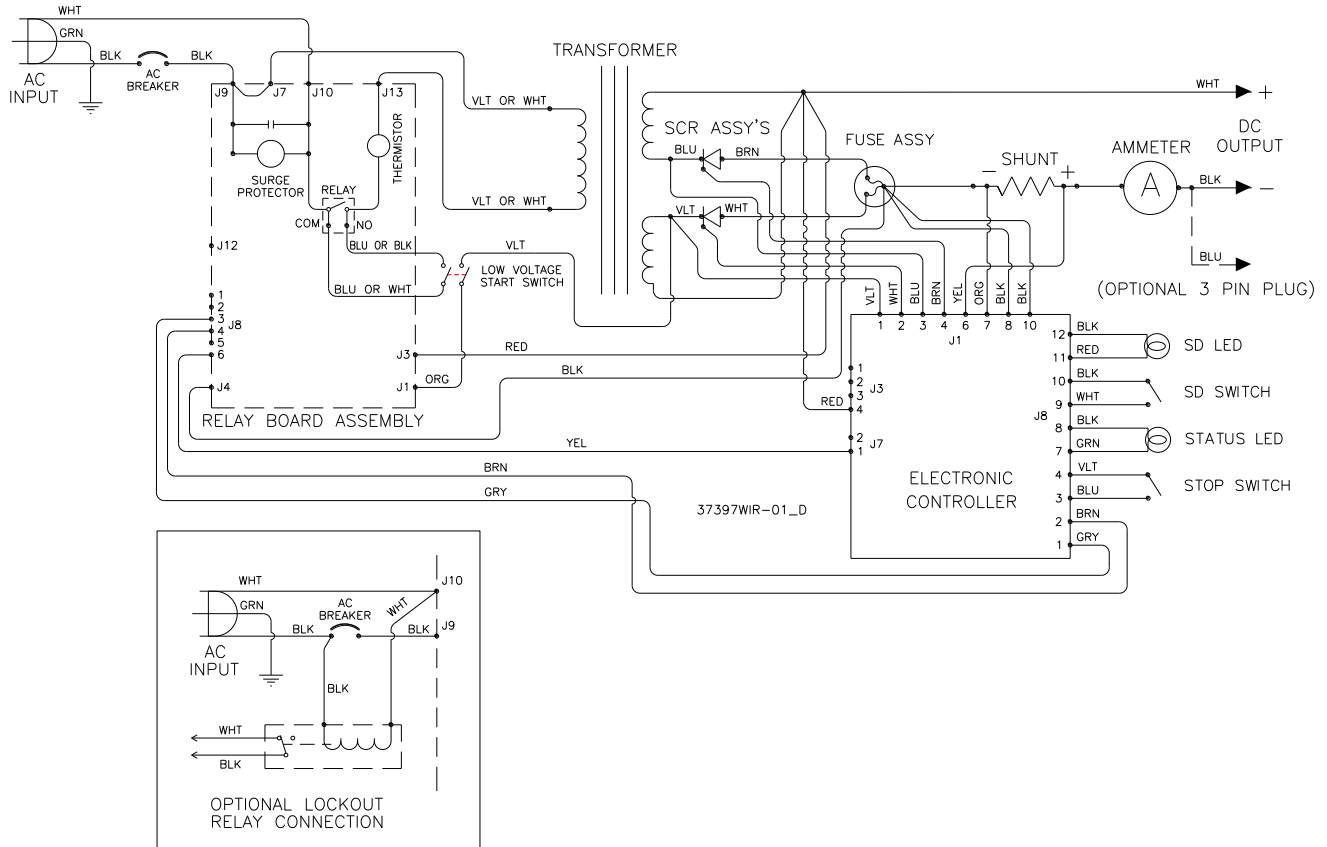 WHT
GRN
BLK
BLK
AC
INPUT
AC
BREAKER
J9
J7
J10
J13
SURGE
PROTECTOR
THERMISTOR
RELAY
COM
NO
J12
BLU OR BLK
BLU OR WHT
1
2
3
4
5
6
J8
J4
J3
J1
RELAY BOARD ASSEMBLY
TRANSFORMER
VLT OR WHT
VLT OR WHT
VLT
LOW VOLTAGE
START SWITCH
RED
ORG
BLK
YEL
BRN
GRY
SCR ASSY'S
BLU
BRN
VLT
WHT
FUSE ASSY
- SHUNT +
AMMETER
A
WHT
+
DC
OUTPUT
BLK
-
BLU
(OPTIONAL 3 PIN PLUG)
VLT
WHT
BLU
BRN
YEL
ORG
BLK
BLK
1
2
3
4
6
7
8
10
J1
1
2
3
4
J3
RED
2
1
J7
J8
12
BLK
11
RED
SD LED
10
BLK
9
WHT
SD SWITCH
8
BLK
7
GRN
STATUS LED
4
VLT
3
BLU
STOP SWITCH
2
BRN
1
GRY
ELECTRONIC
CONTROLLER
37397WIR-01_D
WHT
GRN
AC
BREAKER
BLK
BLK
WHT
J10
J9
AC
INPUT
BLK
WHT
BLK
OPTIONAL LOCKOUT
RELAY CONNECTION